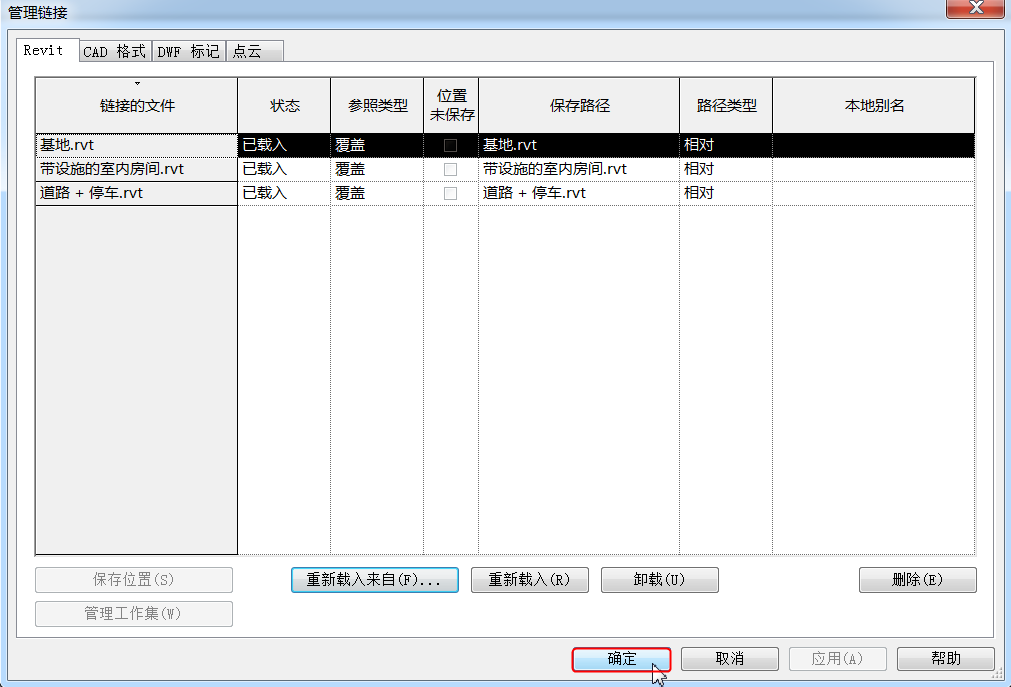 管理链接
Revit CAD 格式 DWF 标记 点云
链接的文件 状态 参照类型 位置未保存 保存路径 路径类型 本地别名
基地.rvt 已载入 覆盖 基地.rvt 相对
带设施的室内房间.rvt 已载入 覆盖 带设施的室内房间.rvt 相对
道路 + 停车.rvt 已载入 覆盖 道路 + 停车.rvt 相对
保存位置(S) 重新载入来自(F)... 重新载入(R) 卸载(U) 删除(E)
管理工作集(W)
确定 取消 应用(A) 帮助